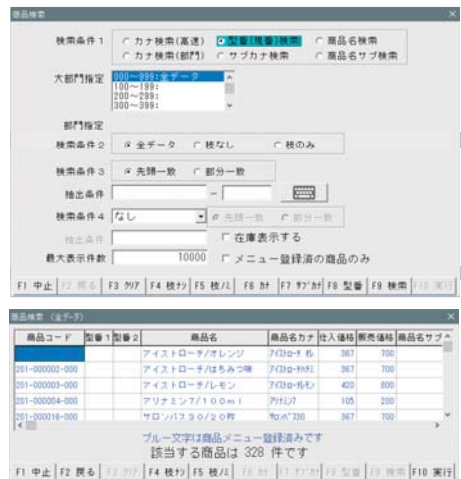 商品検索
検索条件1 カナ検索(高速) 型番(規番)検索 商品名検索
カナ検索(部門) サブカナ検索 商品名サブ検索
大部門指定 000～999:全データ
100～199:
200～299:
300～399:
部門指定
検索条件2 全データ 枝なし 枝のみ
検索条件3 先頭一致 部分一致
抽出条件 -
検索条件4 なし 先頭一致 部分一致
抽出条件 在庫表示する
最大表示件数 10000 メニュー登録済の商品のみ
F1 中止 F2 戻る F3 クリア F4 枝ナシ F5 枝ノミ F6 カナ F7 サブカナ F8 型番 F9 検索 F10 実行
商品検索 (全データ)
商品コード 型番1 型番2 商品名 商品名カナ 仕入価格 販売価格 商品名サブ
アイストローチ/オレンジ 367 700
201-000002-000 アイストローチ/はちみつ味 367 700
201-000003-000 アイストローチ/レモン 420 800
201-000004-000 アリナミン7/100ml アリナミン7 105 200
201-000016-000 サロンパス30/20枚 367 700
ブルー文字は商品メニュー登録済みです
該当する商品は 328 件です
F1 中止 F2 戻る F3 クリア F4 枝ナシ F5 枝ノミ F6 カナ F7 サブカナ F8 型番 F9 検索 F10 実行